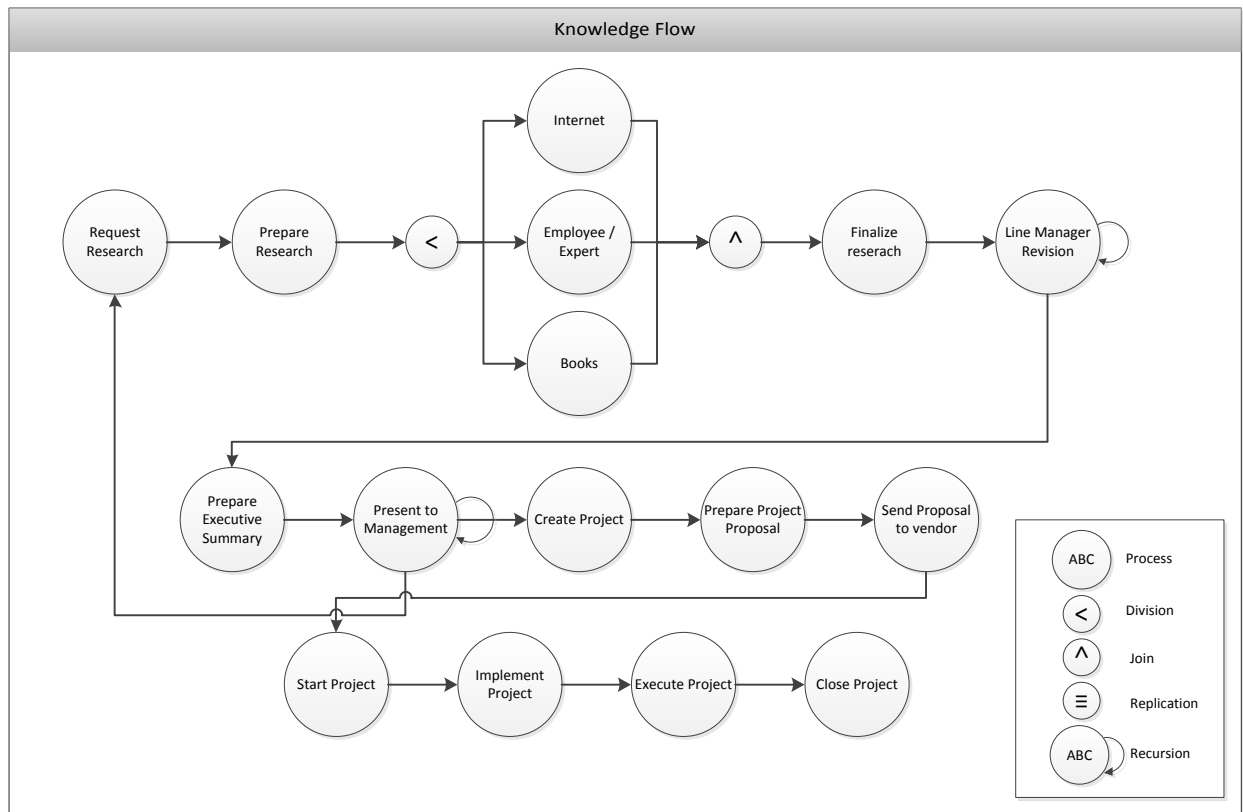 Knowledge Flow
Internet
Request
Research
Prepare
Research
<
Employee /
Expert
^
Finalize
reserach
Line Manager
Revision
Books
Prepare
Executive
Summary
Present to
Management
Create Project
Prepare Project
Proposal
Send Proposal
to vendor
Start Project
Implement
Project
Execute Project
Close Project
ABC Process
< Division
^ Join
≡ Replication
ABC Recursion